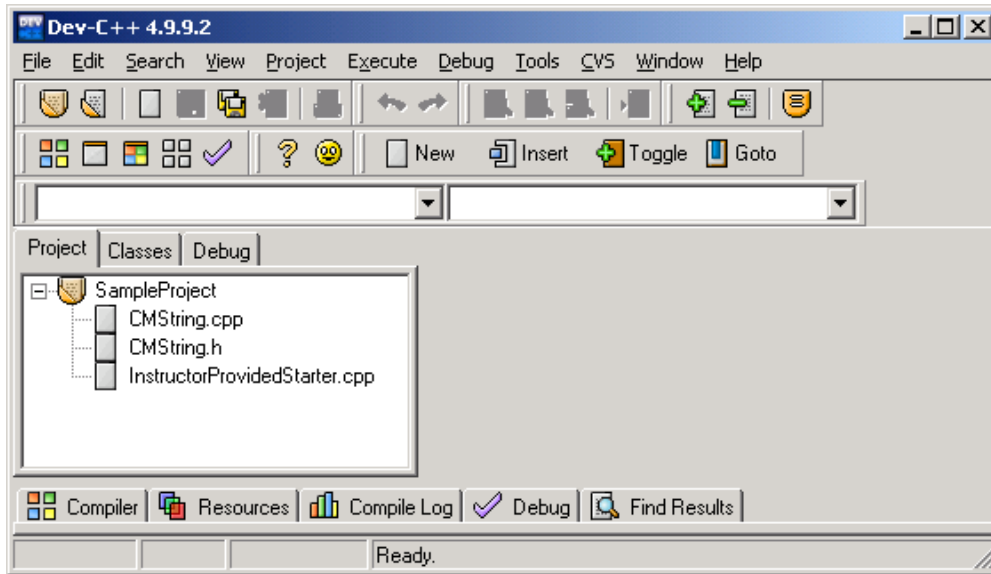 Dev-C++ 4.9.9.2
File Edit Search View Project Execute Debug Tools CVS Window Help
New Insert Toggle Goto
Project Classes Debug
SampleProject
CMString.cpp
CMString.h
InstructorProvidedStarter.cpp
Compiler Resources Compile Log Debug Find Results
Ready.